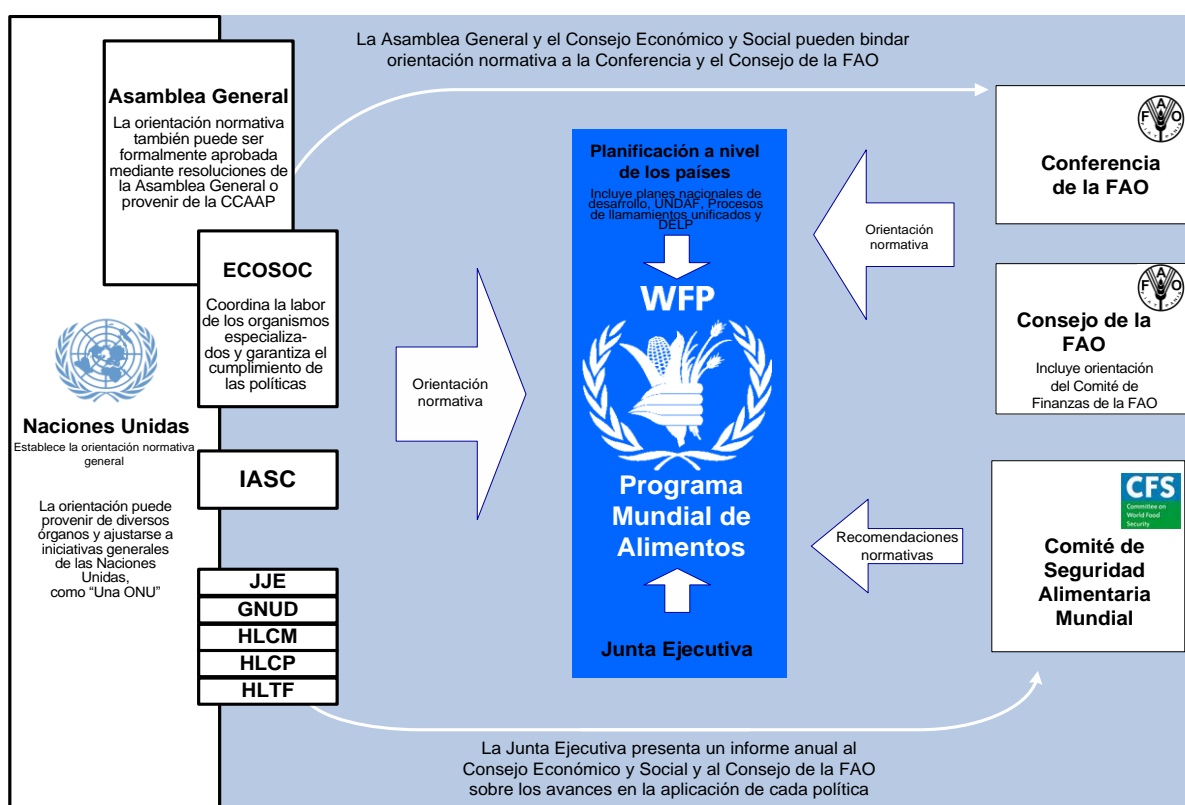 La Asamblea General y el Consejo Económico y Social pueden bindar
orientación normativa a la Conferencia y el Consejo de la FAO
Asamblea General
La orientación normativa
también puede ser
formalmente aprobada
mediante resoluciones de
la Asamblea General o
provenir de la CCAAP
ECOSOC
Coordina la labor
de los organismos
especializa-
dos y garantiza el
cumplimiento de
las políticas
Naciones Unidas
Establece la orientación normativa
general
La orientación puede
provenir de diversos
órganos y ajustarse a
iniciativas generales
de las Naciones
Unidas,
como “Una ONU”
IASC
JJE
GNUD
HLCM
HLCP
HLTF
Orientación
normativa
Planificación a nivel
de los países
Incluye planes nacionales de
desarrollo, UNDAF, Procesos
de llamamientos unificados y
DELP
WFP
Programa
Mundial de
Alimentos
Junta Ejecutiva
Orientación
normativa
Recomendaciones
normativas
F A O
Conferencia
de la FAO
F A O
Consejo de la
FAO
Incluye orientación
del Comité de
Finanzas de la FAO
CFS
Committee on
World Food
Security
Comité de
Seguridad
Alimentaria
Mundial
La Junta Ejecutiva presenta un informe anual al
Consejo Económico y Social y al Consejo de la FAO
sobre los avances en la aplicación de cada política